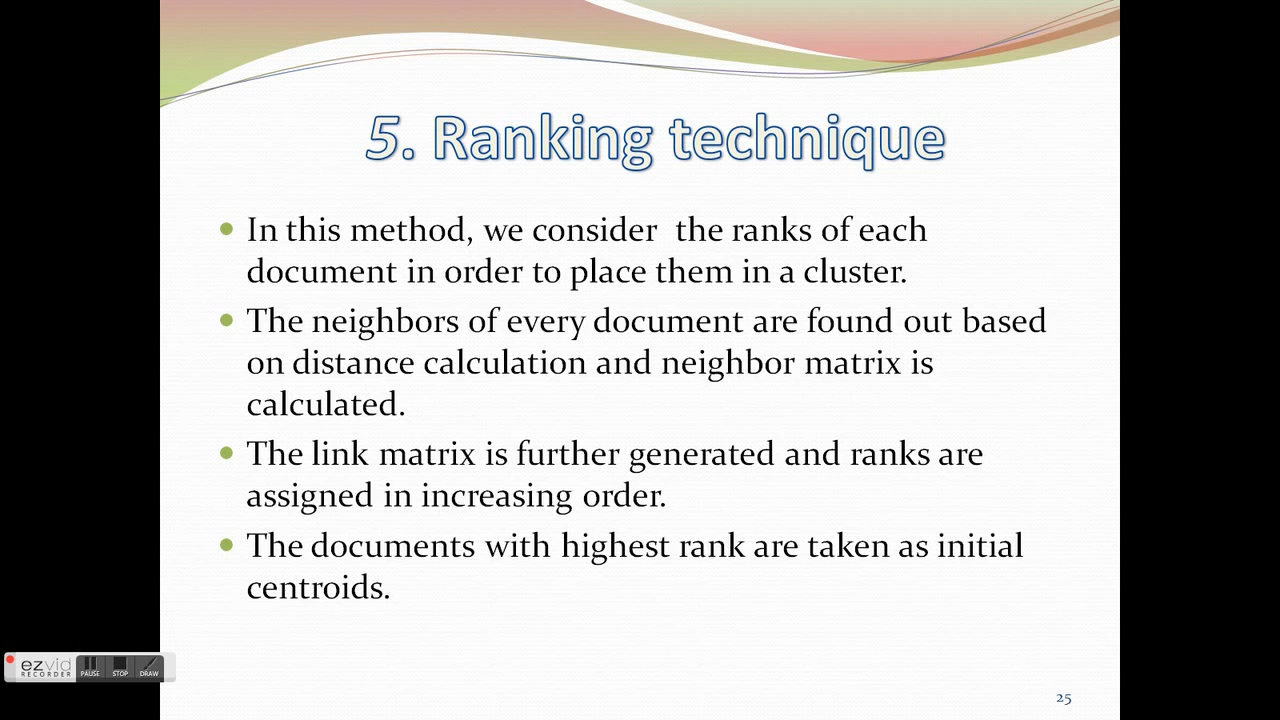 5. Ranking technique
In this method, we consider  the ranks of each
document in order to place them in a cluster.
The neighbors of every document are found out based
on distance calculation and neighbor matrix is
calculated.
The link matrix is further generated and ranks are
assigned in increasing order.
The documents with highest rank are taken as initial
centroids.
ezvid
RECORDER
PAUSE STOP DRAW
25